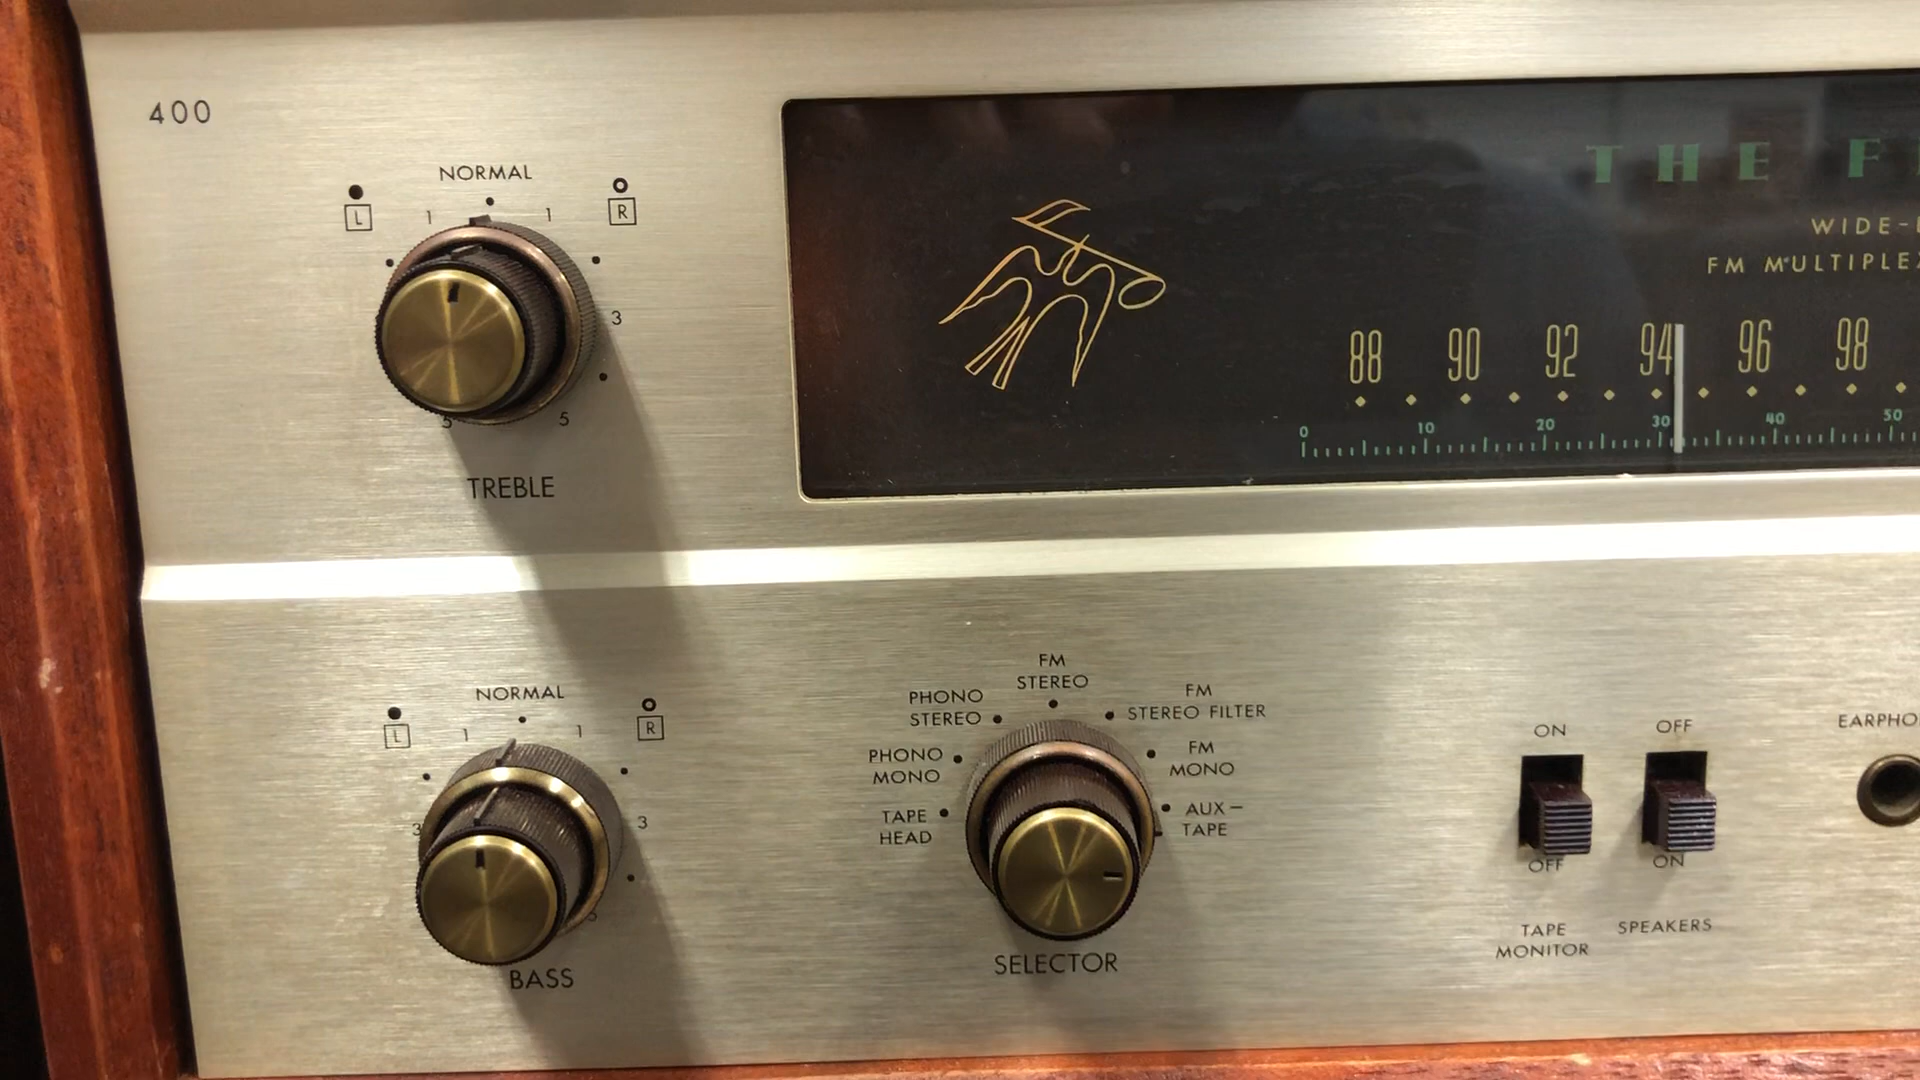 400
NORMAL
L
1
1
R
3
5
5
TREBLE
THE F
WIDE-
FM MULTIPLEX
88 90 92 94 96 98
0 10 20 30 40 50
NORMAL
L
1
1
R
3
3
5
BASS
FM
STEREO
PHONO
STEREO
FM
STEREO FILTER
PHONO
MONO
FM
MONO
TAPE
HEAD
AUX –
TAPE
SELECTOR
ON
OFF
OFF
ON
TAPE
MONITOR
SPEAKERS
EARPHO